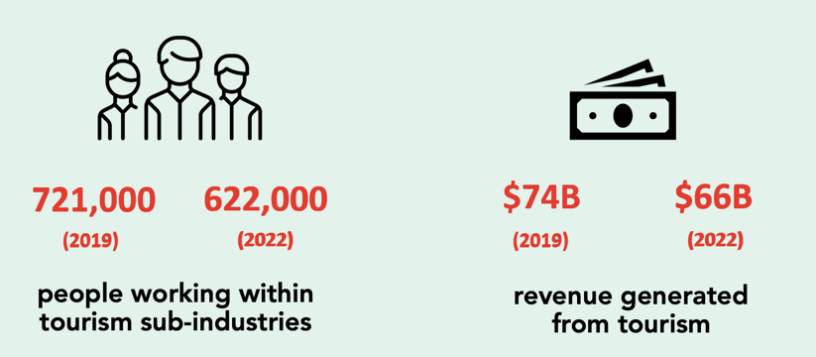 721,000 622,000
(2019) (2022)
people working within
tourism sub-industries
$74B $66B
(2019) (2022)
revenue generated
from tourism